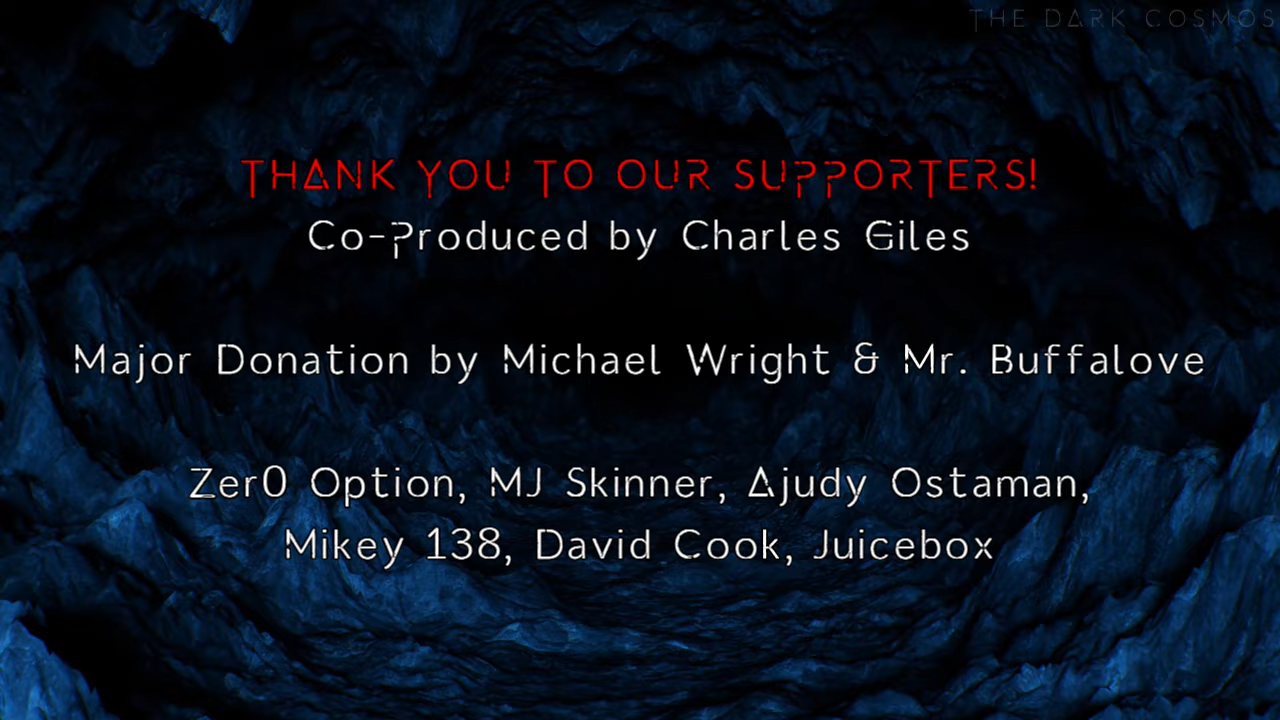 THE DARK COSMOS
THANK YOU TO OUR SUPPORTERS!
Co-Produced by Charles Giles
Major Donation by Michael Wright & Mr. Buffalove
Zer0 Option, MJ Skinner, Ajudy Ostaman,
Mikey 138, David Cook, Juicebox